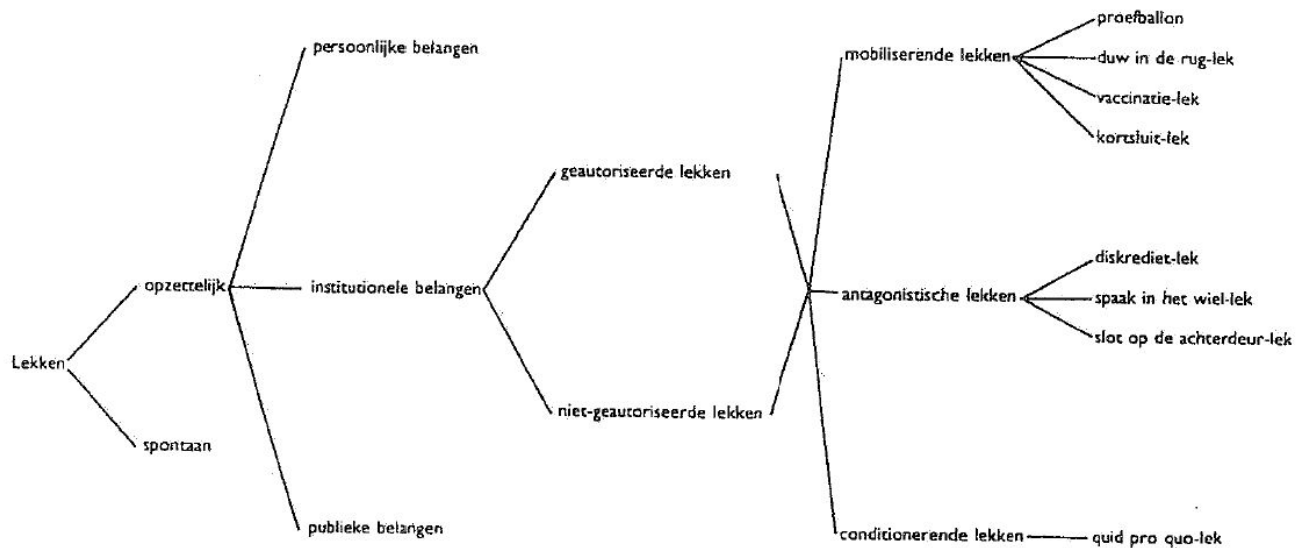 proefballon
persoonlijke belangen
mobiliserende lekken
duw in de rug-lek
vaccinatie-lek
kortsluit-lek
geautoriseerde lekken
diskrediet-lek
opzettelijk
institutionele belangen
antagonistische lekken
spaak in het wiel-lek
slot op de achterdeur-lek
Lekken
niet-geautoriseerde lekken
spontaan
publieke belangen
conditionerende lekken
quid pro quo-lek